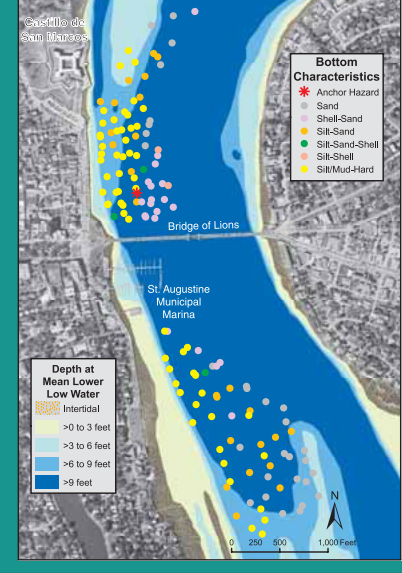 Castillo de
San Marcos
Bottom
Characteristics
Anchor Hazard
Sand
Shell-Sand
Silt-Sand
Silt-Sand-Shell
Silt-Shell
Silt/Mud-Hard
Bridge of Lions
St. Augustine
Municipal
Marina
Depth at
Mean Lower
Low Water
Intertidal
>0 to 3 feet
>3 to 6 feet
>6 to 9 feet
>9 feet
N
0 250 500 1,000 Feet